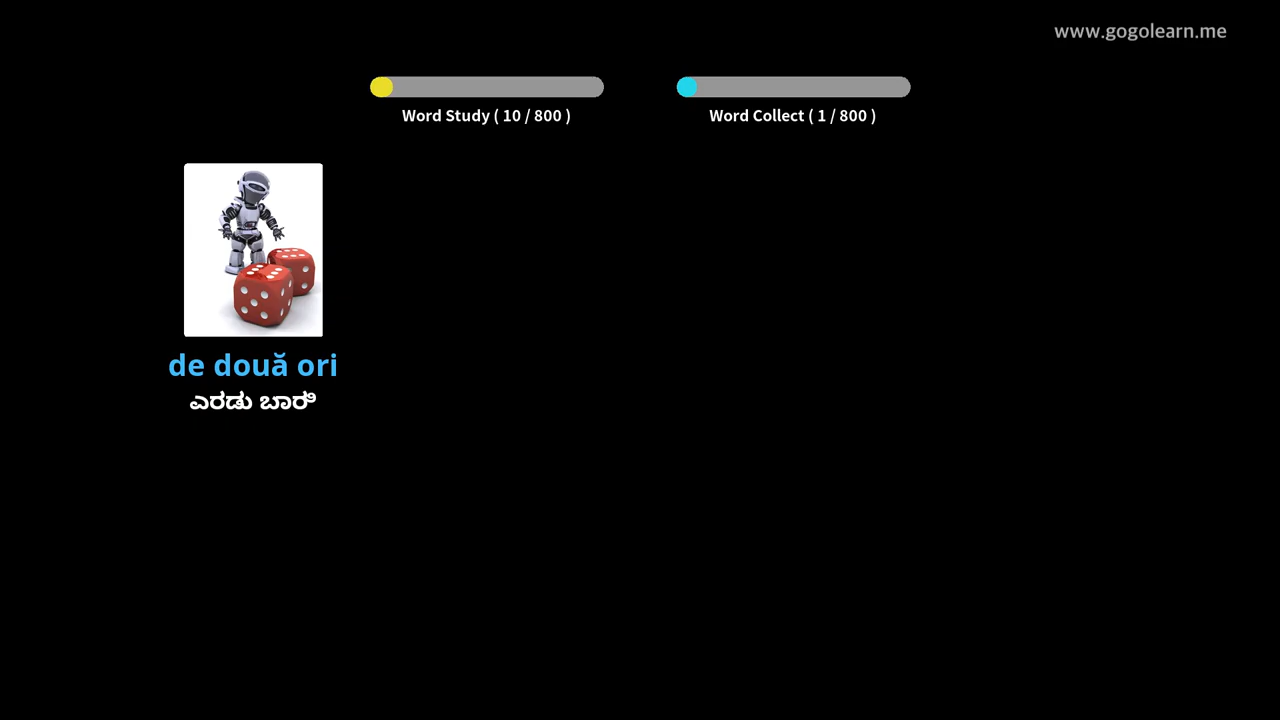 www.gogolearn.me
Word Study ( 10 / 800 )
Word Collect ( 1 / 800 )
de două ori
ಎರಡು ಬಾರಿ